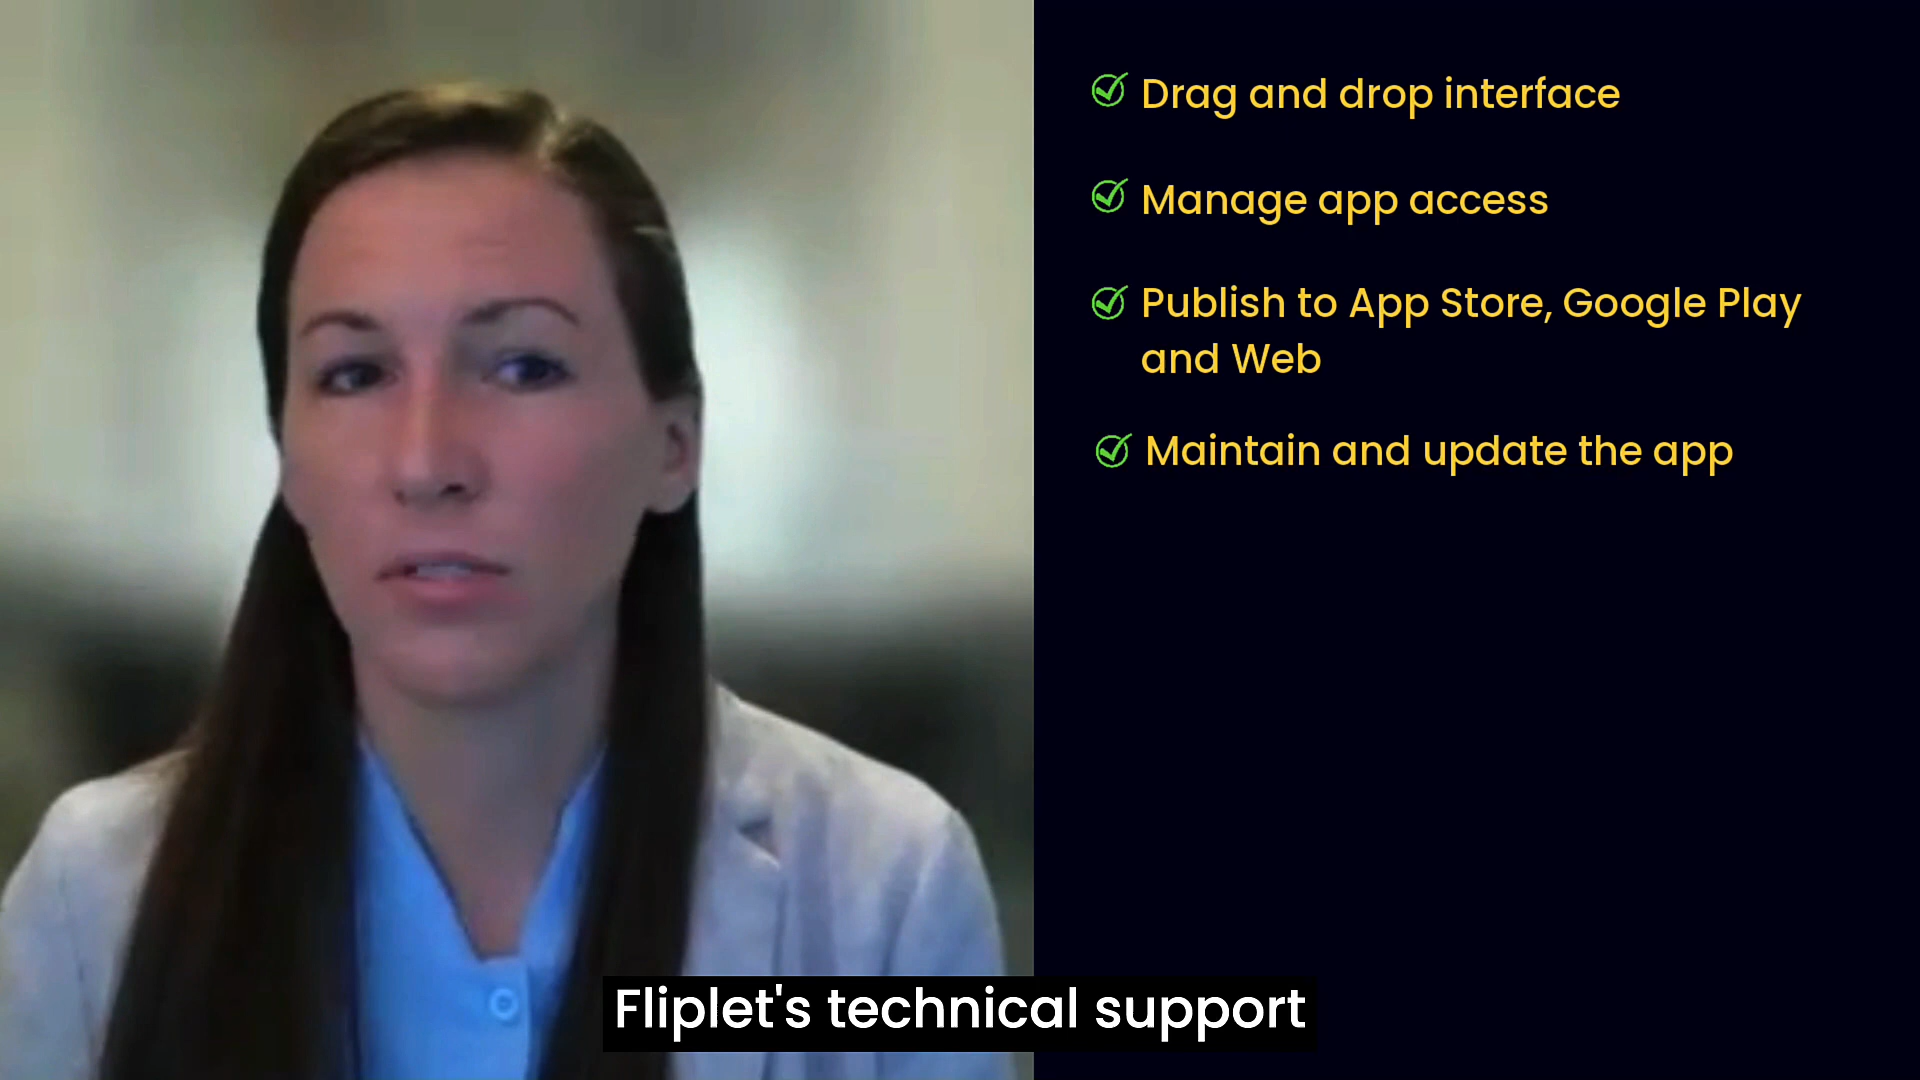 Drag and drop interface
Manage app access
Publish to App Store, Google Play
and Web
Maintain and update the app
Fliplet's technical support